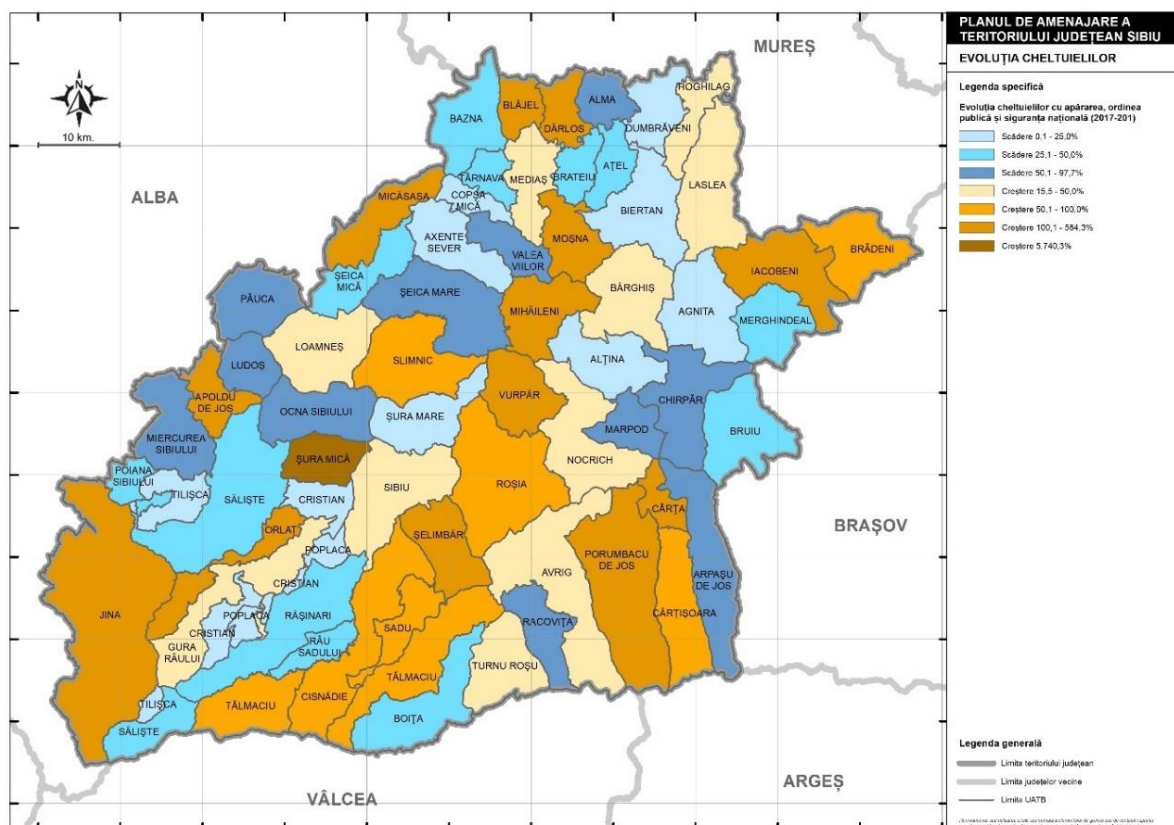 PLANUL DE AMENAJARE A
TERITORIULUI JUDEȚEAN SIBIU
EVOLUȚIA CHELTUIELILOR
Legenda specifică
Evoluția cheltuielilor cu apărarea, ordinea
publică și siguranța națională (2017-201)
Scădere 0,1 - 25,0%
Scădere 25,1 - 50,0%
Scădere 50,1 - 97,7%
Creștere 15,5 - 50,0%
Creștere 50,1 - 100,0%
Creștere 100,1 - 584,3%
Creștere 5.740,3%
N
10 km.
MUREȘ
ALBA
BRAȘOV
ARGEȘ
VÂLCEA
HOGHILAG
BLĂJEL
ALMA
BAZNA
DÂRLOS
DUMBRĂVENI
TÂRNAVA
MEDIAȘ
BRATEIU
AȚEL
LASLEA
MICĂSASA
COPȘA
MICĂ
BIERTAN
AXENTE
SEVER
VALEA
VIILOR
MOȘNA
BRĂDENI
ȘEICA
MICĂ
IACOBENI
PĂUCA
ȘEICA MARE
BÂRGHIȘ
MIHĂILENI
AGNITA
MERGHINDEAL
LOAMNEȘ
LUDOȘ
SLIMNIC
ALȚINA
APOLDU
DE JOS
VURPĂR
CHIRPĂR
OCNA SIBIULUI
ȘURA MARE
MARPOD
BRUIU
MIERCUREA
SIBIULUI
ȘURA MICĂ
NOCRICH
POIANA
SIBIULUI
TILIȘCA
SĂLIȘTE
CRISTIAN
SIBIU
ROȘIA
CÂRȚA
ORLAT
ȘELIMBĂR
POPLACA
PORUMBACU
DE JOS
AVRIG
ARPAȘU
DE JOS
CRISTIAN
JINA
POPLACA
RĂȘINARI
CÂRȚIȘOARA
CRISTIAN
SADU
RACOVIȚA
GURA
RÂULUI
RÂU
SADULUI
TURNU ROȘU
TĂLMACIU
CISNĂDIE
TĂLMACIU
TILIȘCA
BOIȚA
SĂLIȘTE
Legenda generală
Limita teritoriului județean
Limita județelor vecine
Limita UATB